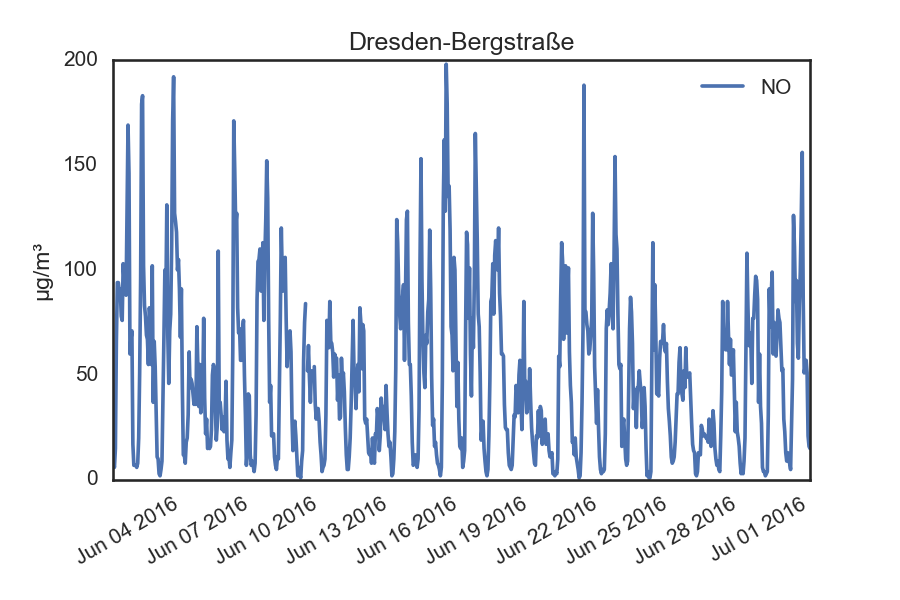 Dresden-Bergstraße
NO
µg/m³
200
150
100
50
0
Jun 04 2016
Jun 07 2016
Jun 10 2016
Jun 13 2016
Jun 16 2016
Jun 19 2016
Jun 22 2016
Jun 25 2016
Jun 28 2016
Jul 01 2016